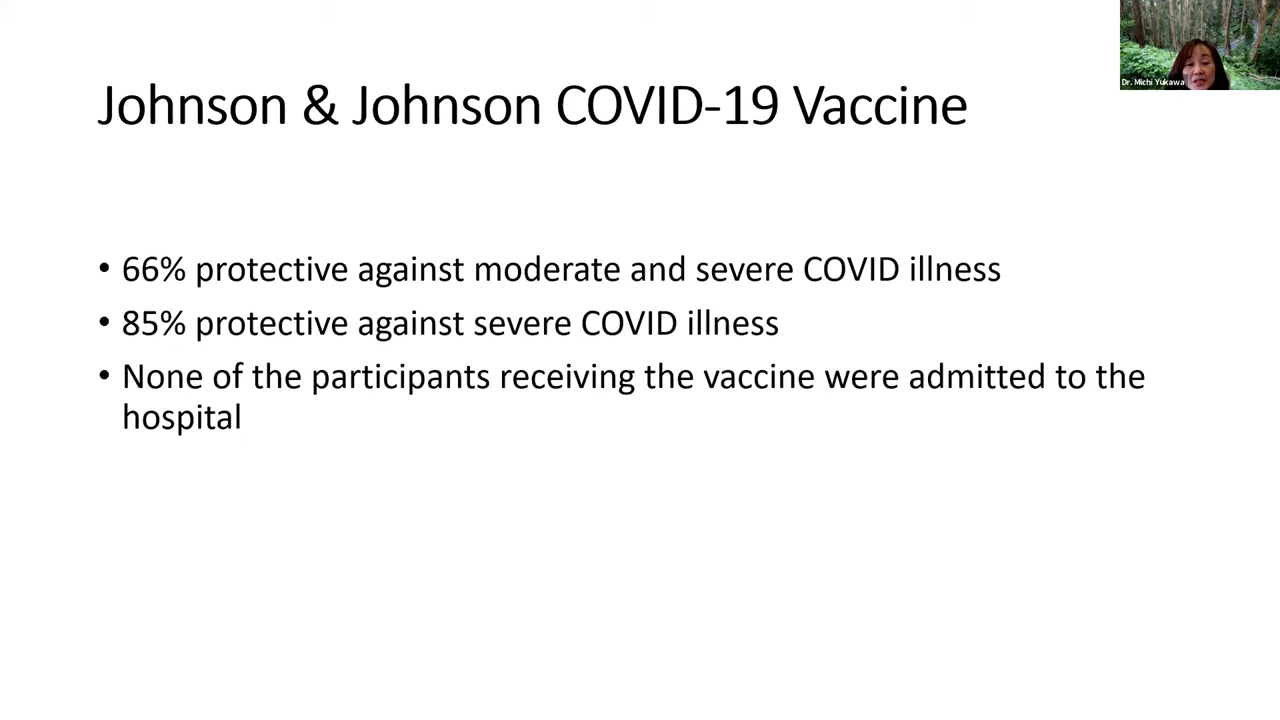 Dr. Michi Yukawa
Johnson & Johnson COVID-19 Vaccine
• 66% protective against moderate and severe COVID illness
• 85% protective against severe COVID illness
• None of the participants receiving the vaccine were admitted to the
hospital